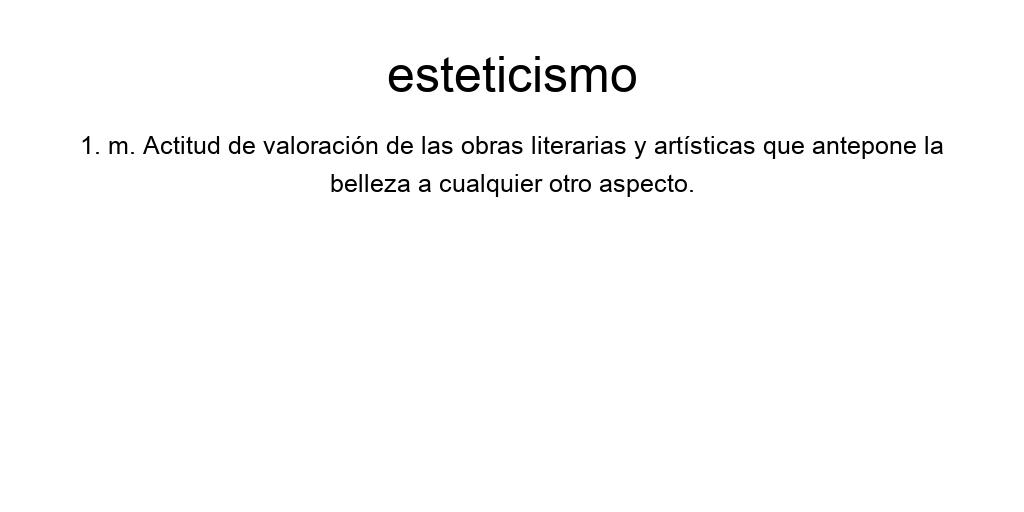 esteticismo
1. m. Actitud de valoración de las obras literarias y artísticas que antepone la
belleza a cualquier otro aspecto.